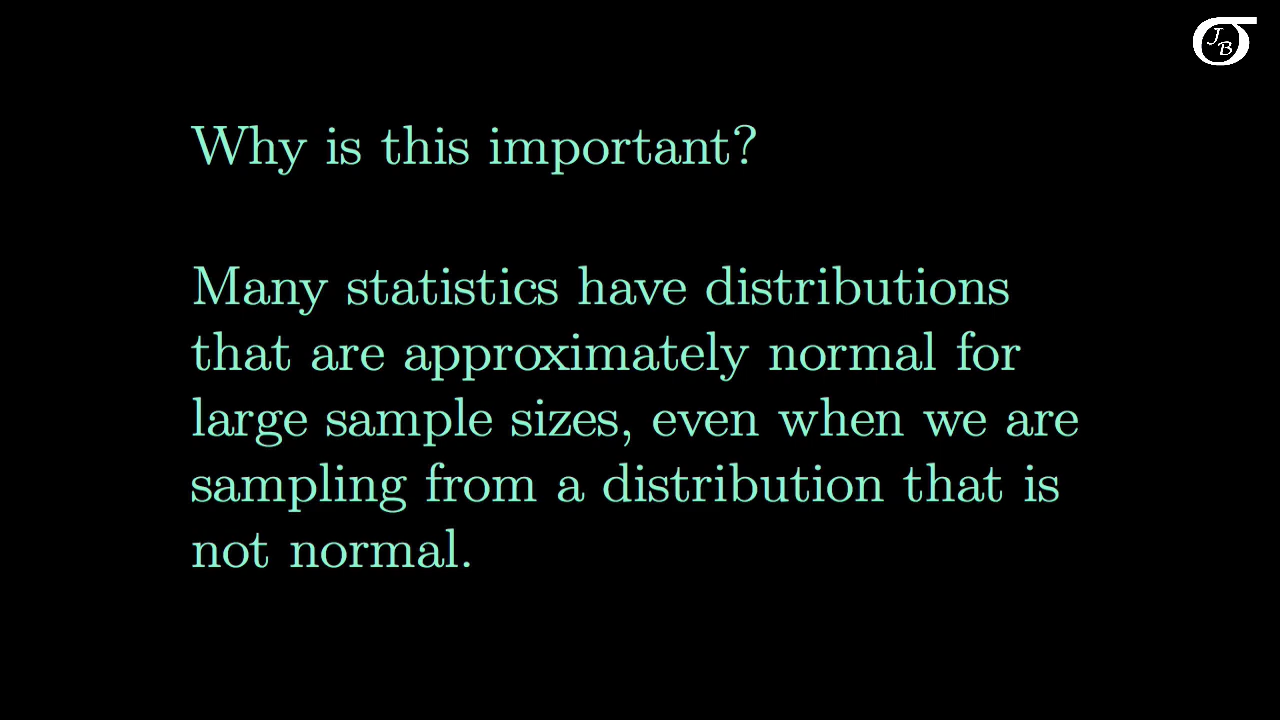 JB
Why is this important?
Many statistics have distributions
that are approximately normal for
large sample sizes, even when we are
sampling from a distribution that is
not normal.